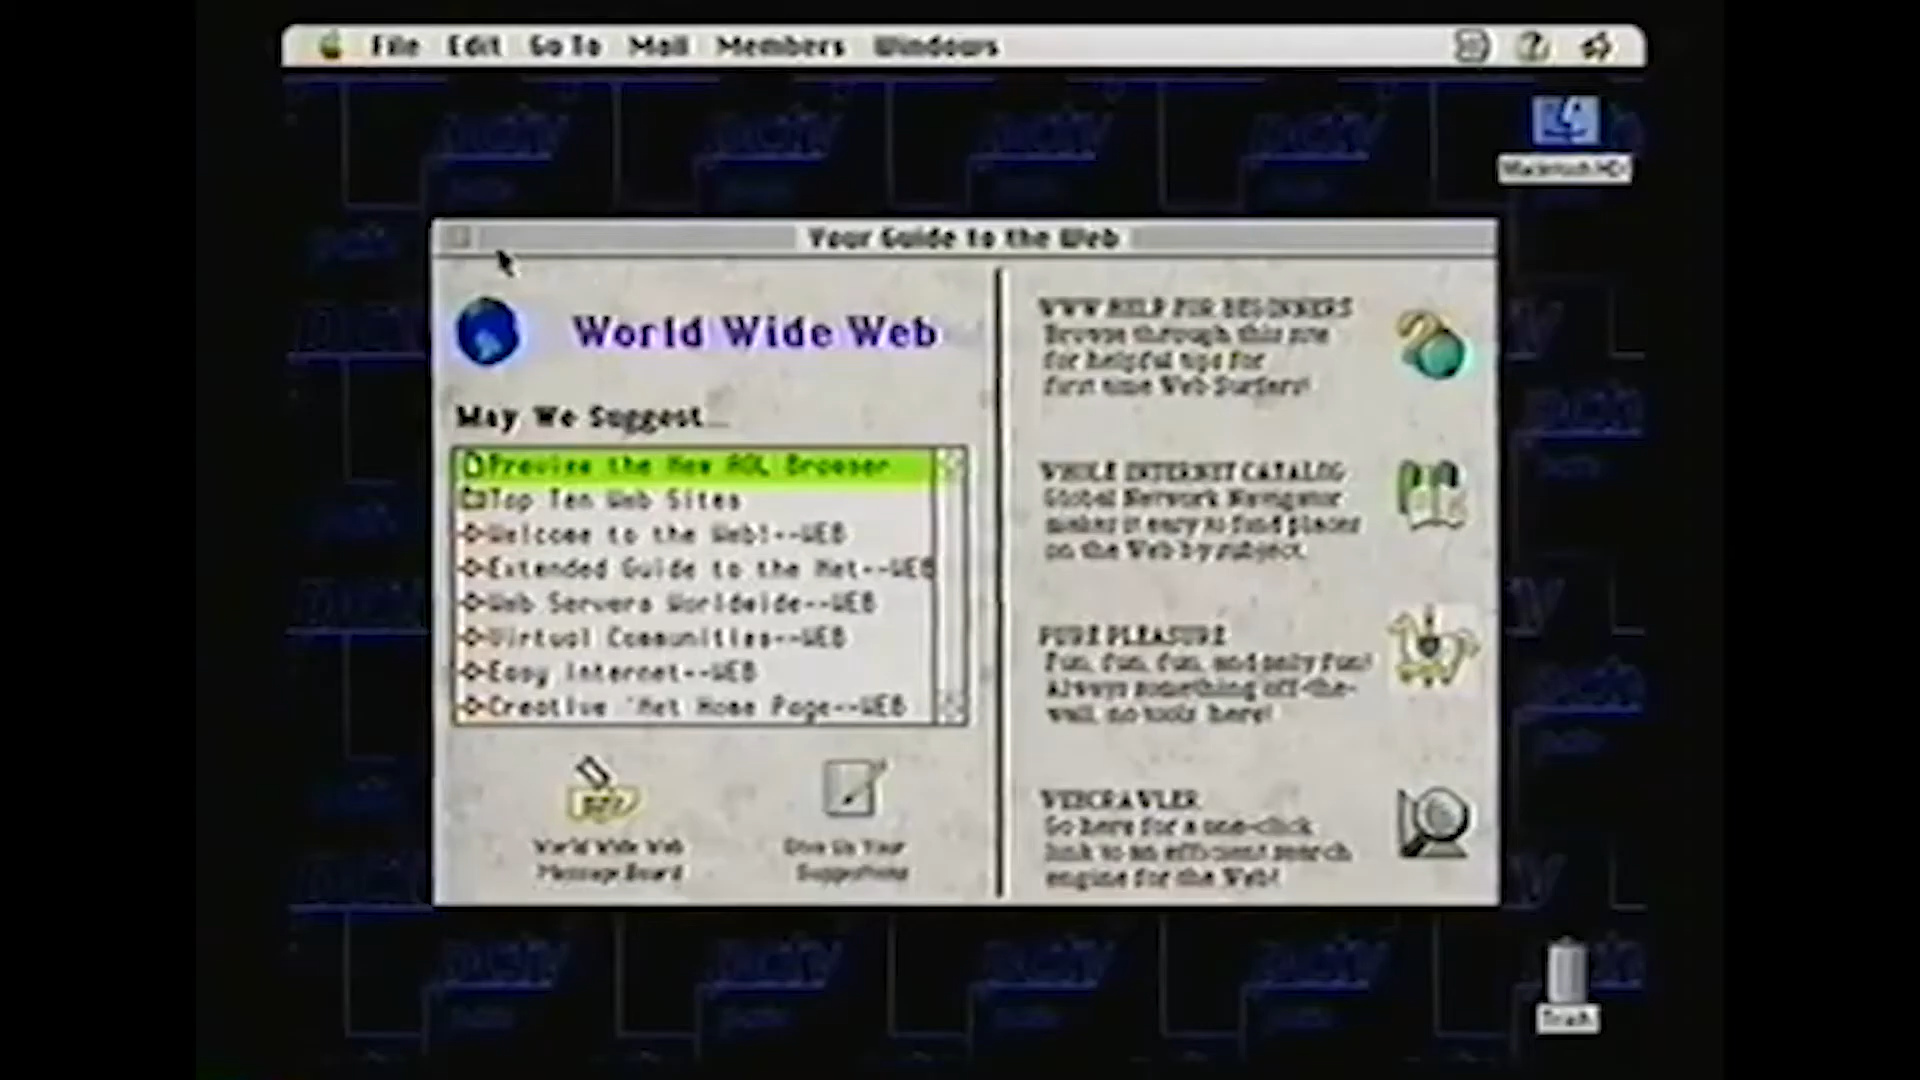 File Edit Go To Mail Members Windows
Macintosh HD
Your Guide to the Web
World Wide Web
May We Suggest...
Preview the New AOL Browser
Top Ten Web Sites
Welcome to the Web!--WEB
Extended Guide to the Net--WEB
Web Servers Worldwide--WEB
Virtual Communities--WEB
Easy Internet--WEB
Creative 'Net Home Page--WEB
World Wide Web
Message Board
Give Us Your
Suggestions
WWW HELP FOR BEGINNERS
Browse through this site
for helpful tips for
first time Web Surfers!
WHOLE INTERNET CATALOG
Global Network Navigator
makes it easy to find places
on the Web by subject.
PURE PLEASURE
Fun, fun, fun, and only fun!
Always something off-the-
wall, no tools here!
WEBCRAWLER
Go here for a one-click
link to an efficient search
engine for the Web!
Trash